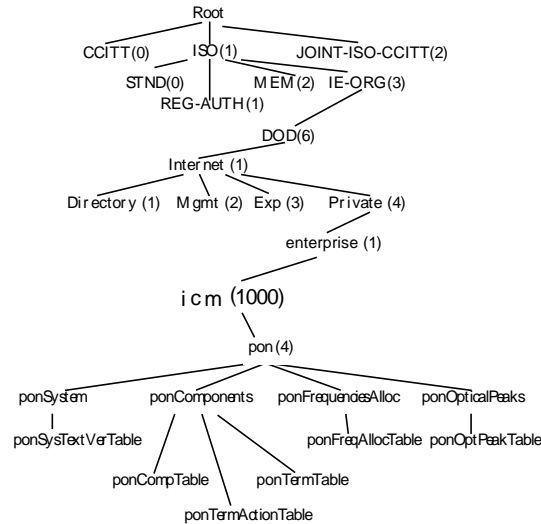 Root
CCITT(0) ISO(1) JOINT-ISO-CCITT(2)
STND(0) MEM(2) IE-ORG(3)
REG-AUTH(1)
DOD(6)
Internet (1)
Directory (1) Mgmt (2) Exp (3) Private (4)
enterprise (1)
icm (1000)
pon(4)
ponSystem ponComponents ponFrequenciesAlloc ponOpticalPeaks
ponSysTextVerTable ponFreqAllocTable ponOptPeakTable
ponCompTable ponTermTable
ponTermActionTable